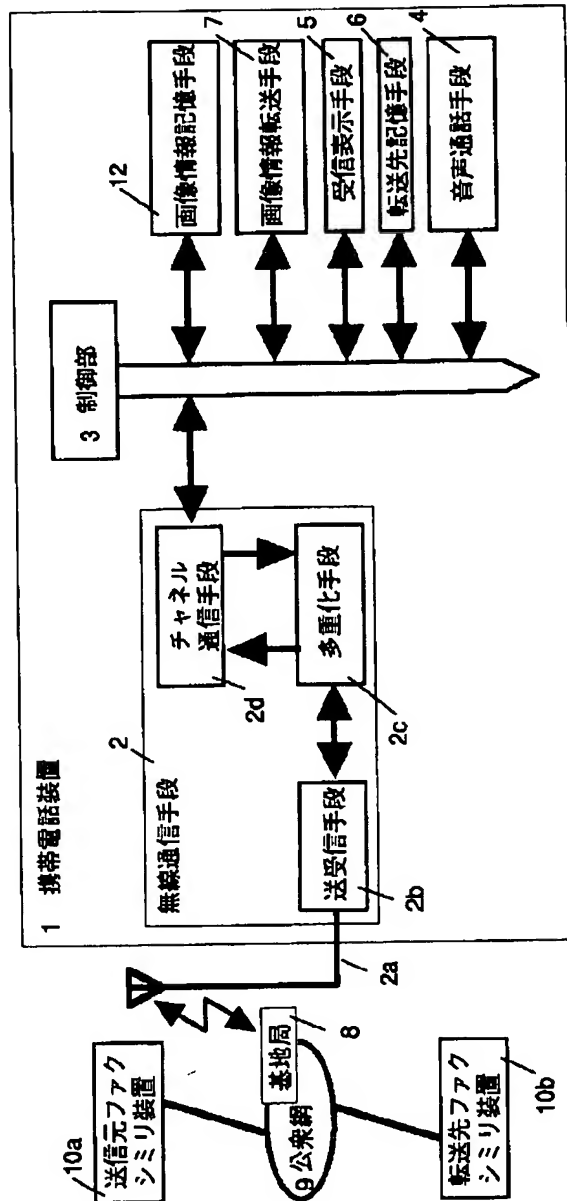 1 携帯電話装置
3 制御部
12
画像情報記憶手段
7
画像情報転送手段
5
受信表示手段
6
転送先記憶手段
4
音声通話手段
2
無線通信手段
チャネル
通信手段
2d
多重化手段
2c
送受信手段
2b
2a
8
基地局
9 公衆網
10a
送信元ファク
シミリ装置
転送先ファク
シミリ装置
10b